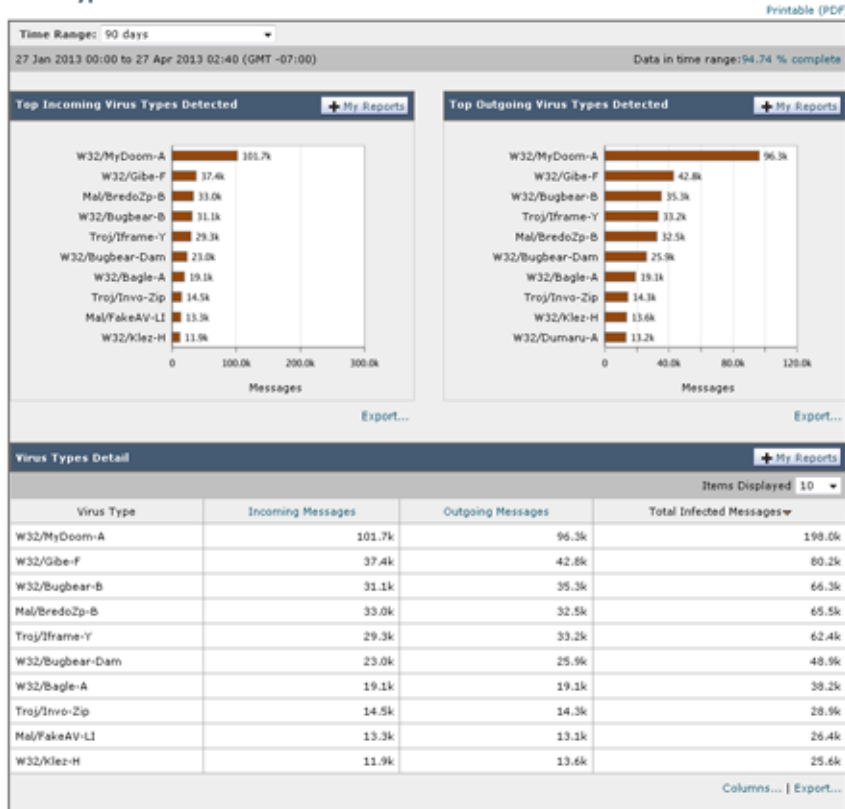 Printable (PDF)
Time Range: 90 days
27 Jan 2013 00:00 to 27 Apr 2013 02:40 (GMT -07:00) Data in time range:94.74 % complete
Top Incoming Virus Types Detected
My Reports
W32/MyDoom-A 101.7k
W32/Gibe-F 37.4k
Mal/BredoZp-B 33.0k
W32/Bugbear-B 31.1k
Troj/Iframe-Y 29.3k
W32/Bugbear-Dam 23.0k
W32/Bagle-A 19.1k
Troj/Invo-Zip 14.5k
Mal/FakeAV-LI 13.3k
W32/Klez-H 11.9k
0 100.0k 200.0k 300.0k
Messages
Export...
Top Outgoing Virus Types Detected
My Reports
W32/MyDoom-A 96.3k
W32/Gibe-F 42.8k
W32/Bugbear-B 35.3k
Troj/Iframe-Y 33.2k
Mal/BredoZp-B 32.5k
W32/Bugbear-Dam 25.9k
W32/Bagle-A 19.1k
Troj/Invo-Zip 14.3k
W32/Klez-H 13.6k
W32/Dumaru-A 13.2k
0 40.0k 80.0k 120.0k
Messages
Export...
Virus Types Detail
My Reports
Items Displayed 10
Virus Type Incoming Messages Outgoing Messages Total Infected Messages
W32/MyDoom-A 101.7k 96.3k 198.0k
W32/Gibe-F 37.4k 42.8k 80.2k
W32/Bugbear-B 31.1k 35.3k 66.3k
Mal/BredoZp-B 33.0k 32.5k 65.5k
Troj/Iframe-Y 29.3k 33.2k 62.4k
W32/Bugbear-Dam 23.0k 25.9k 48.9k
W32/Bagle-A 19.1k 19.1k 38.2k
Troj/Invo-Zip 14.5k 14.3k 28.9k
Mal/FakeAV-LI 13.3k 13.1k 26.4k
W32/Klez-H 11.9k 13.6k 25.6k
Columns... | Export...